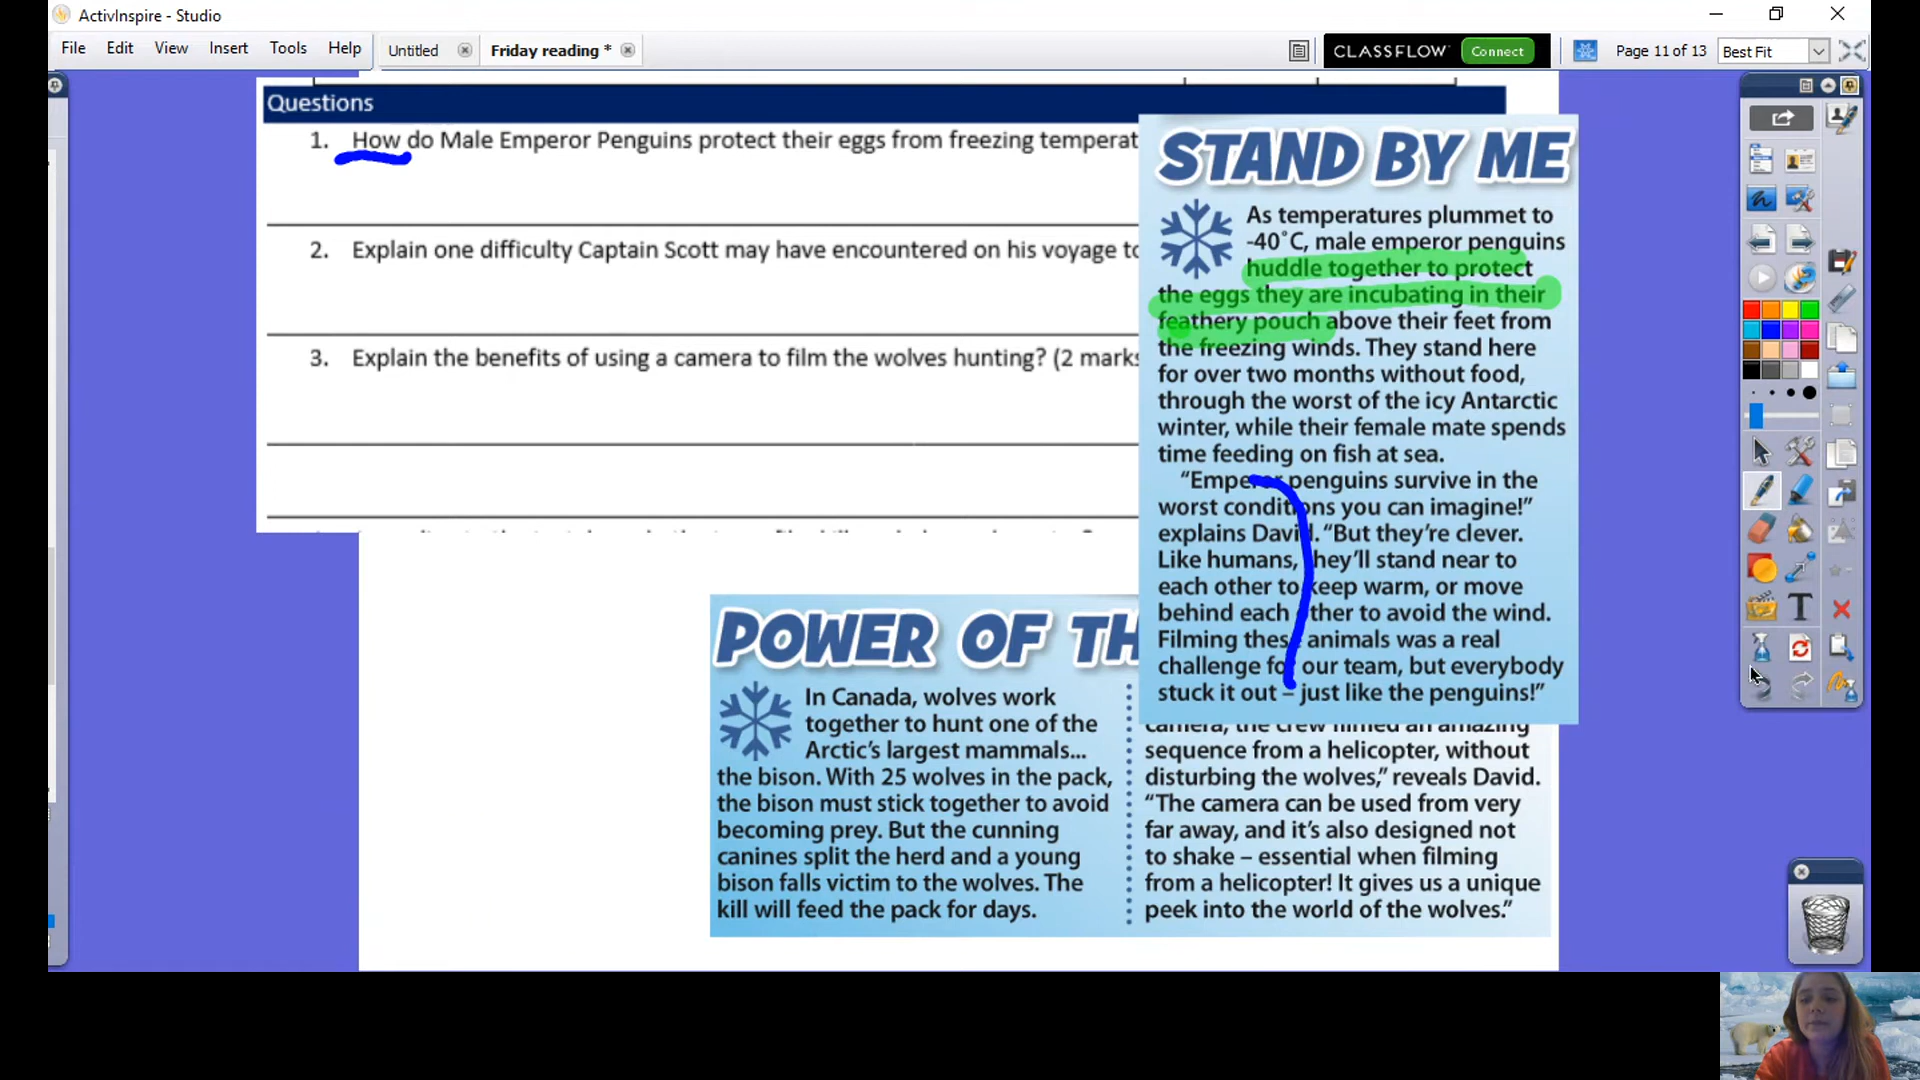 ActivInspire - Studio
File Edit View Insert Tools Help
Untitled
Friday reading *
CLASSFLOW
Connect
Page 11 of 13
Best Fit
Questions
1. How do Male Emperor Penguins protect their eggs from freezing temperat
2. Explain one difficulty Captain Scott may have encountered on his voyage to
3. Explain the benefits of using a camera to film the wolves hunting? (2 marks
STAND BY ME
As temperatures plummet to
-40˚C, male emperor penguins
huddle together to protect
the eggs they are incubating in their
feathery pouch above their feet from
the freezing winds. They stand here
for over two months without food,
through the worst of the icy Antarctic
winter, while their female mate spends
time feeding on fish at sea.
“Emperor penguins survive in the
worst conditions you can imagine!”
explains David. “But they’re clever.
Like humans, they’ll stand near to
each other to keep warm, or move
behind each other to avoid the wind.
Filming these animals was a real
challenge for our team, but everybody
stuck it out – just like the penguins!”
POWER OF TH
In Canada, wolves work
together to hunt one of the
Arctic’s largest mammals...
the bison. With 25 wolves in the pack,
the bison must stick together to avoid
becoming prey. But the cunning
canines split the herd and a young
bison falls victim to the wolves. The
kill will feed the pack for days.
camera, the crew filmed an amazing
sequence from a helicopter, without
disturbing the wolves,” reveals David.
“The camera can be used from very
far away, and it’s also designed not
to shake – essential when filming
from a helicopter! It gives us a unique
peek into the world of the wolves.”